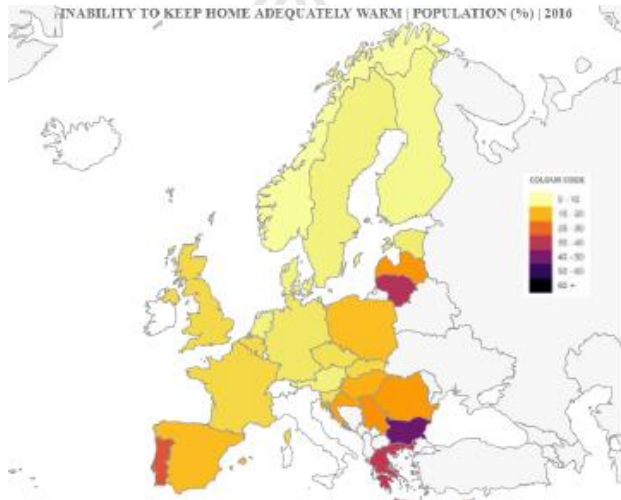 INABILITY TO KEEP HOME ADEQUATELY WARM | POPULATION (%) | 2016
COLOUR CODE
0 - 10
10 - 20
20 - 30
30 - 40
40 - 50
50 - 60
60 +